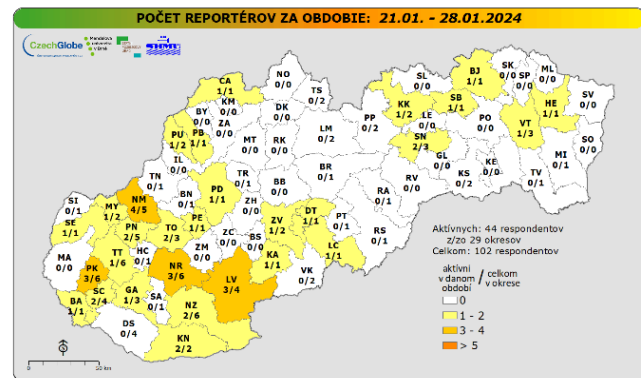 POČET REPORTÉROV ZA OBDOBIE: 21.01. - 28.01.2024
CzechGlobe
Mendelova
univerzita
v Brně
CA
1/1
NO
0/0
TS
0/2
SL
0/0
BJ
1/1
SK
0/0
SP
0/0
ML
0/0
SV
0/0
KM
0/0
BY
0/0
ZA
0/0
DK
0/0
LM
0/2
PP
0/2
KK
1/2
LE
0/0
SB
1/1
PO
0/0
VT
1/3
HE
1/1
SO
0/0
PU
1/2
PB
1/1
MT
0/0
RK
0/0
SN
2/3
GL
0/0
KS
0/2
KE
0/0
TV
0/1
MI
0/1
IL
0/0
TN
0/1
BN
0/1
PD
1/1
TR
0/1
BB
0/0
BR
0/1
RV
0/0
RA
0/1
RS
0/1
SI
0/1
SE
1/1
MY
1/2
NM
4/5
PN
2/5
TO
2/3
PE
1/1
ZH
0/0
ZV
1/2
DT
1/1
PT
0/1
LC
1/1
MA
0/0
PK
3/6
TT
1/6
HC
0/1
NR
3/6
ZM
0/0
ZC
0/0
BS
0/0
KA
1/1
VK
0/2
LV
3/4
BA
1/1
SC
2/4
GA
1/3
SA
0/1
NZ
2/6
DS
0/4
KN
2/2
Aktívnych: 44 respondentov
z/zo 29 okresov
Celkom: 102 respondentov
aktívni
v danom
období
/
celkom
v okrese
0
1 - 2
3 - 4
> 5
0